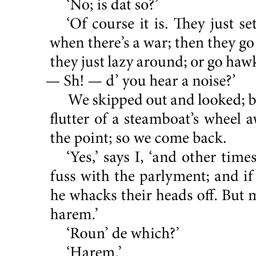 'No; is dat so?'
'Of course it is. They just set
when there's a war; then they go
they just lazy around; or go hawk
— Sh! — d' you hear a noise?'
We skipped out and looked; b
flutter of a steamboat's wheel a
the point; so we come back.
'Yes,' says I, 'and other times
fuss with the parlyment; and if
he whacks their heads off. But m
harem.'
'Roun' de which?'
'Harem.'